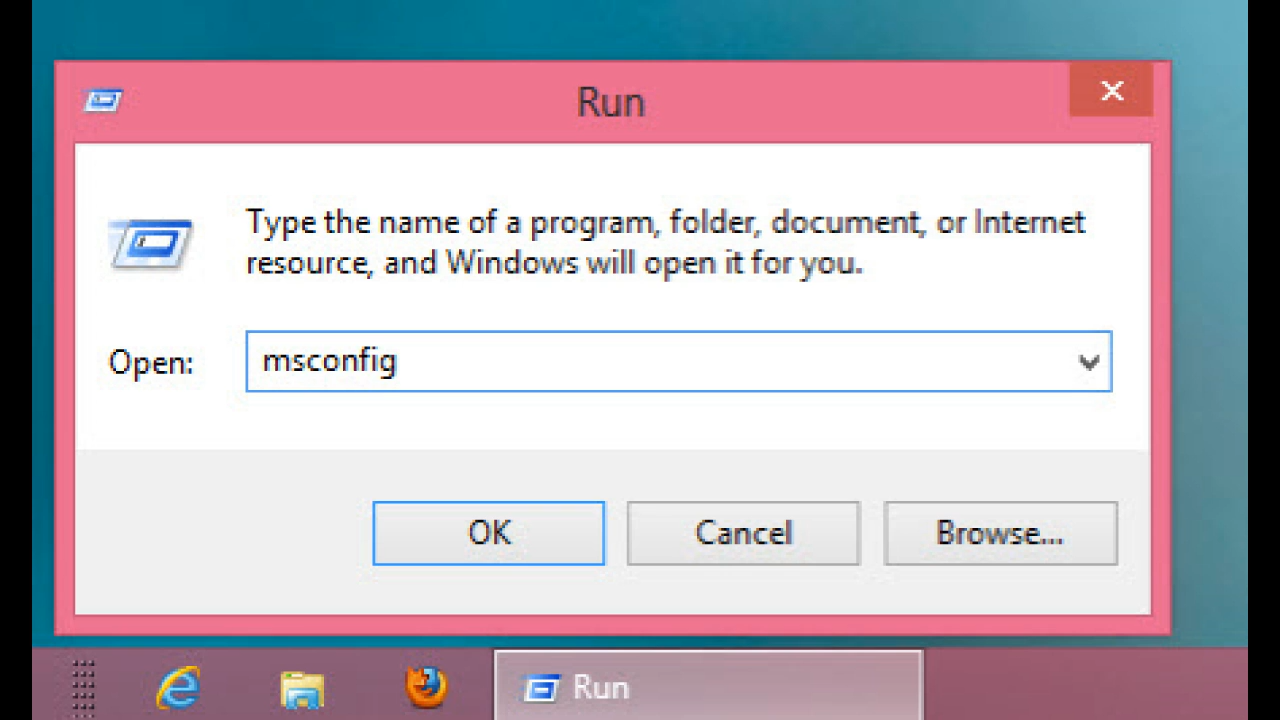 Run
Type the name of a program, folder, document, or Internet
resource, and Windows will open it for you.
Open: msconfig
OK Cancel Browse...
Run